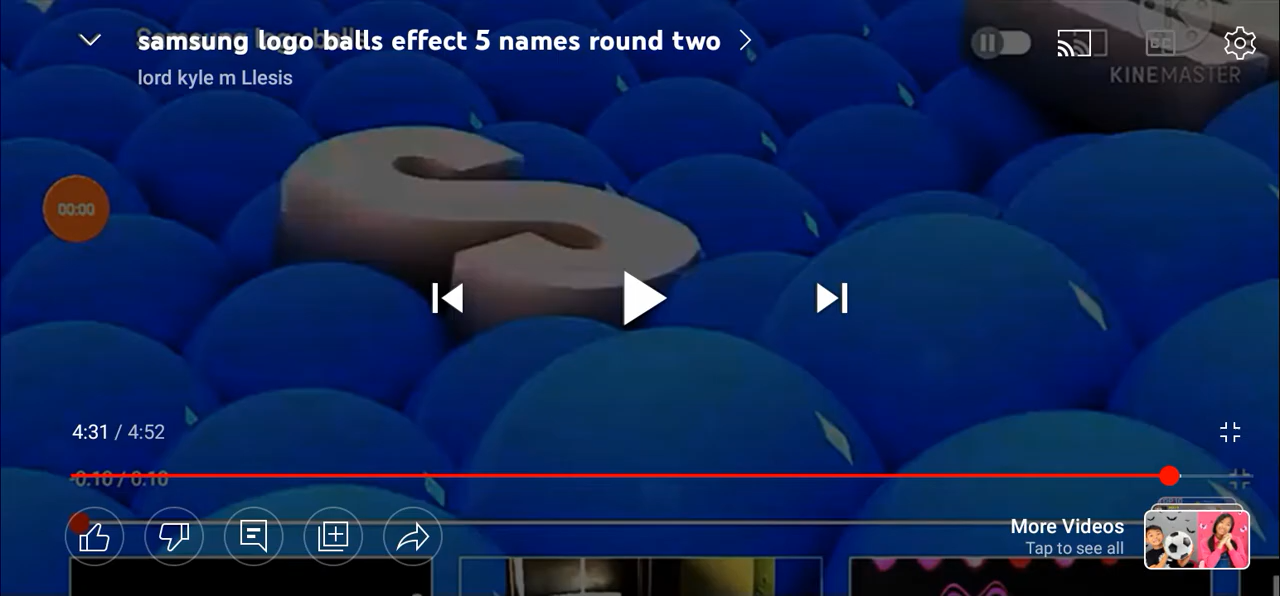 samsung logo balls effect 5 names round two
lord kyle m Llesis
KINEMASTER
00:00
S
4:31 / 4:52
0:10 / 0:10
More Videos
Tap to see all